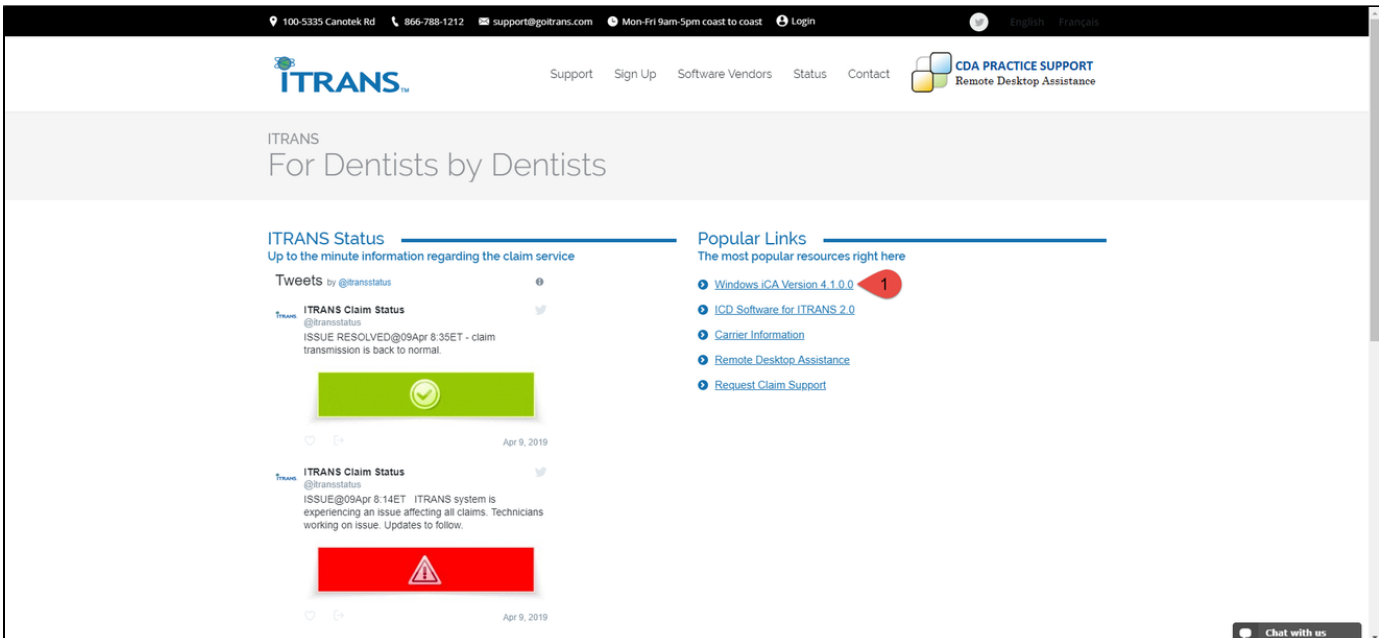 100-5335 Canotek Rd 866-788-1212 support@goitrans.com Mon-Fri 9am-5pm coast to coast Login English Français
ITRANS™ Support Sign Up Software Vendors Status Contact CDA PRACTICE SUPPORT
Remote Desktop Assistance
ITRANS
For Dentists by Dentists
ITRANS Status
Up to the minute information regarding the claim service
Tweets by @itransstatus
ITRANS ITRANS Claim Status
@itransstatus
ISSUE RESOLVED@09Apr 8:35ET - claim
transmission is back to normal.
Apr 9, 2019
ITRANS ITRANS Claim Status
@itransstatus
ISSUE@09Apr 8:14ET ITRANS system is
experiencing an issue affecting all claims. Technicians
working on issue. Updates to follow.
Apr 9, 2019
Popular Links
The most popular resources right here
Windows iCA Version 4.1.0.0 1
ICD Software for ITRANS 2.0
Carrier Information
Remote Desktop Assistance
Request Claim Support
Chat with us